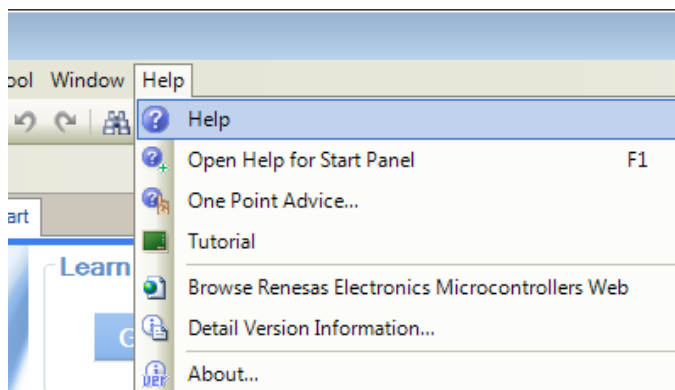 ool Window Help
Help
Open Help for Start Panel F1
One Point Advice...
art
Tutorial
Learn
Browse Renesas Electronics Microcontrollers Web
G
Detail Version Information...
About...